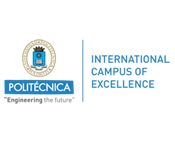 POLITÉCNICA
"Engineering the future"
INTERNATIONAL
CAMPUS OF
EXCELLENCE